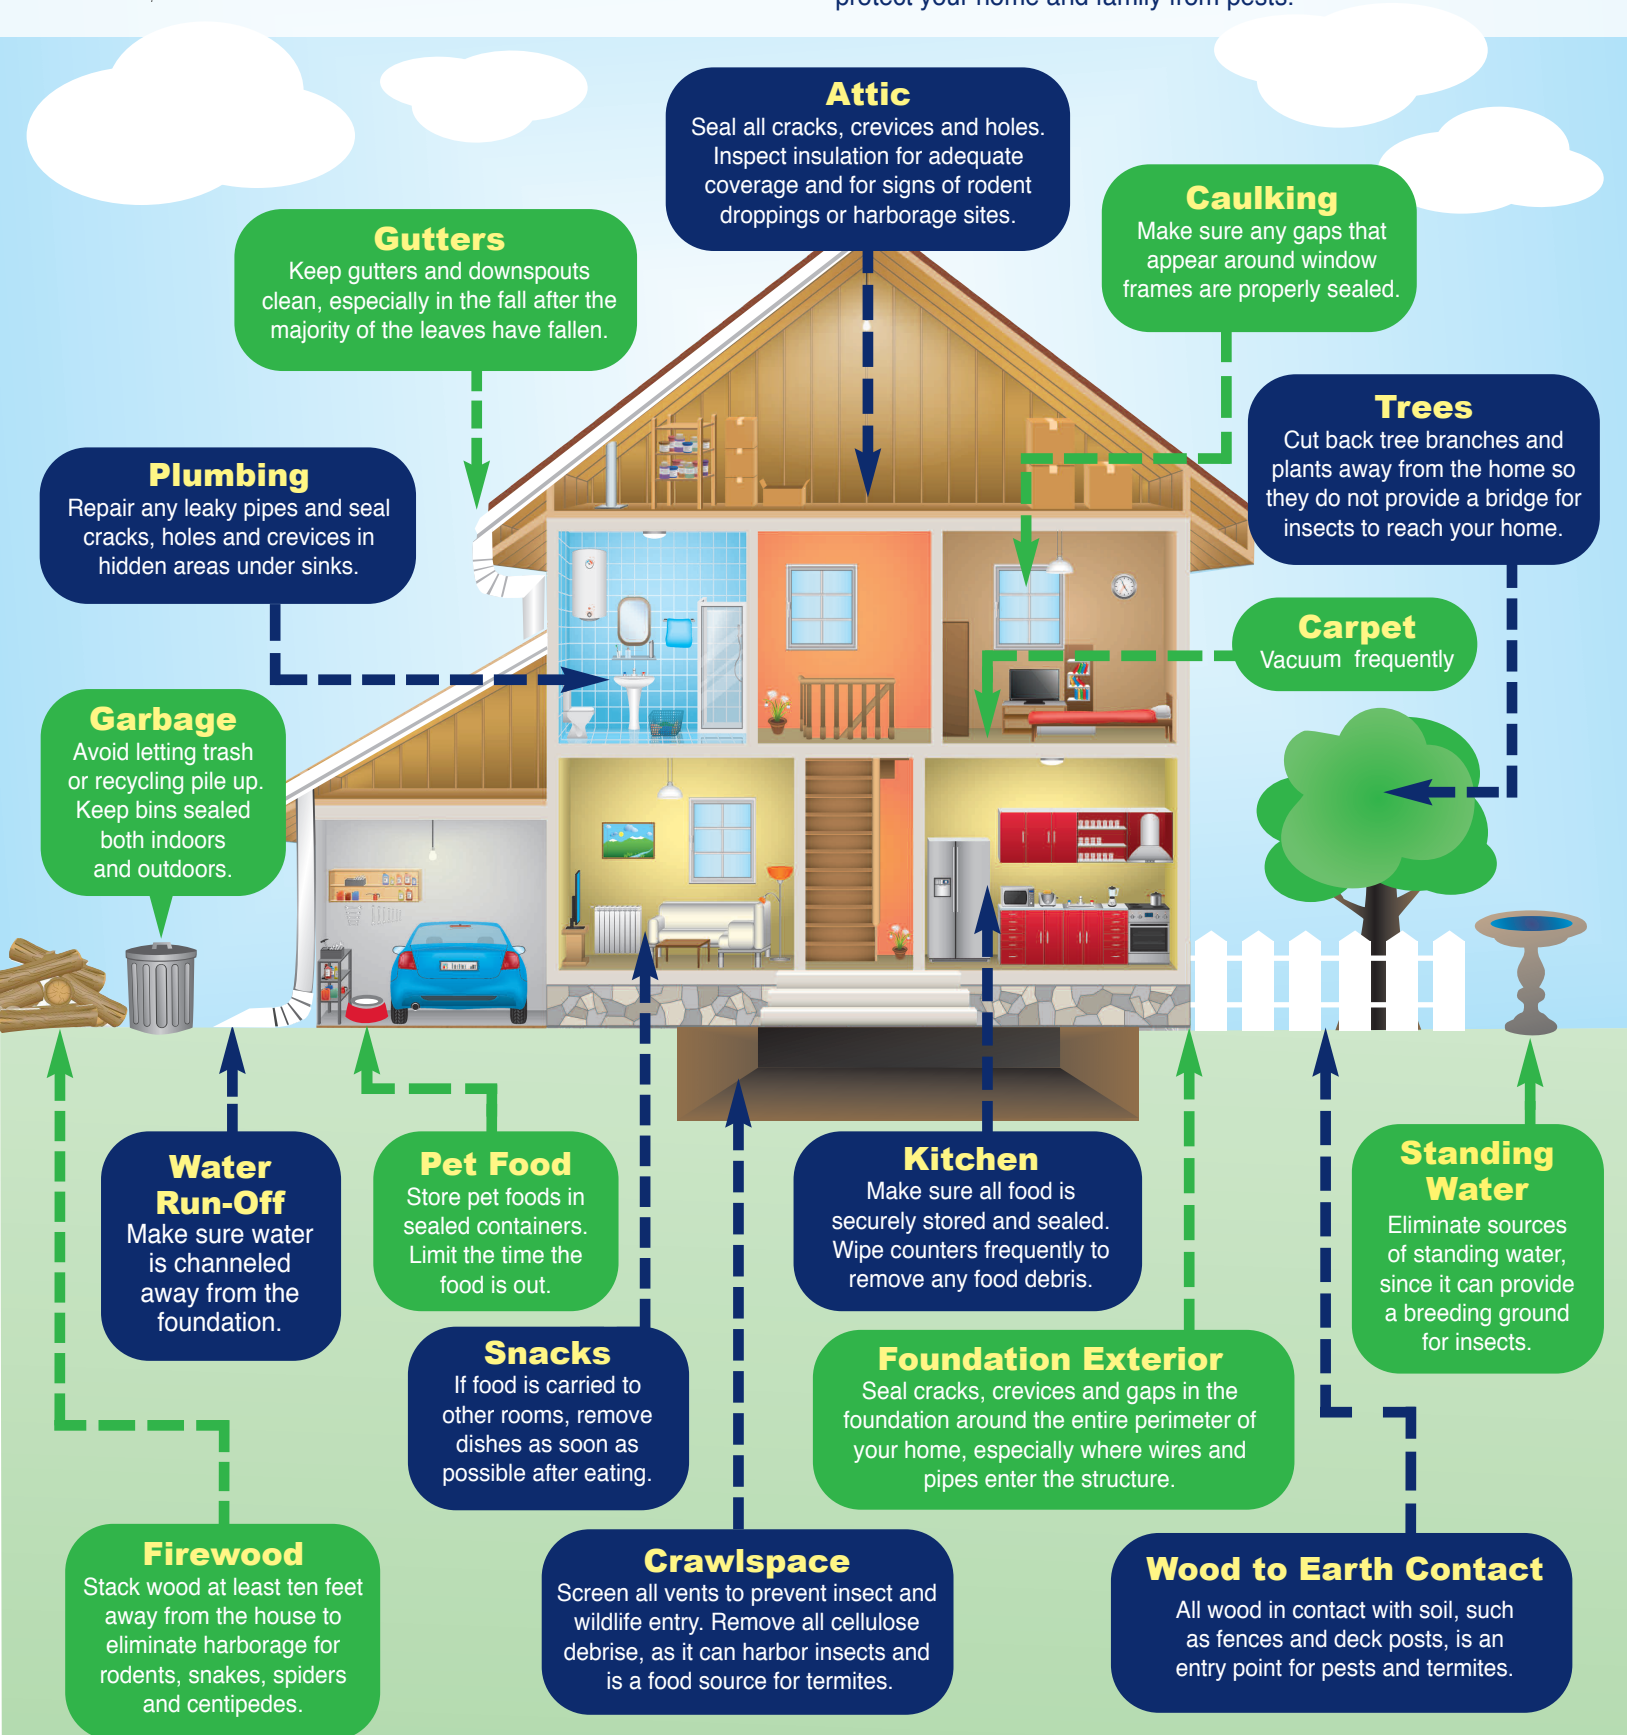 protect your home and family from pests.
Attic
Seal all cracks, crevices and holes.
Inspect insulation for adequate
coverage and for signs of rodent
droppings or harborage sites.
Caulking
Make sure any gaps that
appear around window
frames are properly sealed.
Gutters
Keep gutters and downspouts
clean, especially in the fall after the
majority of the leaves have fallen.
Trees
Cut back tree branches and
plants away from the home so
they do not provide a bridge for
insects to reach your home.
Plumbing
Repair any leaky pipes and seal
cracks, holes and crevices in
hidden areas under sinks.
Carpet
Vacuum frequently
Garbage
Avoid letting trash
or recycling pile up.
Keep bins sealed
both indoors
and outdoors.
Water
Run-Off
Make sure water
is channeled
away from the
foundation.
Pet Food
Store pet foods in
sealed containers.
Limit the time the
food is out.
Kitchen
Make sure all food is
securely stored and sealed.
Wipe counters frequently to
remove any food debris.
Standing
Water
Eliminate sources
of standing water,
since it can provide
a breeding ground
for insects.
Snacks
If food is carried to
other rooms, remove
dishes as soon as
possible after eating.
Foundation Exterior
Seal cracks, crevices and gaps in the
foundation around the entire perimeter of
your home, especially where wires and
pipes enter the structure.
Firewood
Stack wood at least ten feet
away from the house to
eliminate harborage for
rodents, snakes, spiders
and centipedes.
Crawlspace
Screen all vents to prevent insect and
wildlife entry. Remove all cellulose
debrise, as it can harbor insects and
is a food source for termites.
Wood to Earth Contact
All wood in contact with soil, such
as fences and deck posts, is an
entry point for pests and termites.